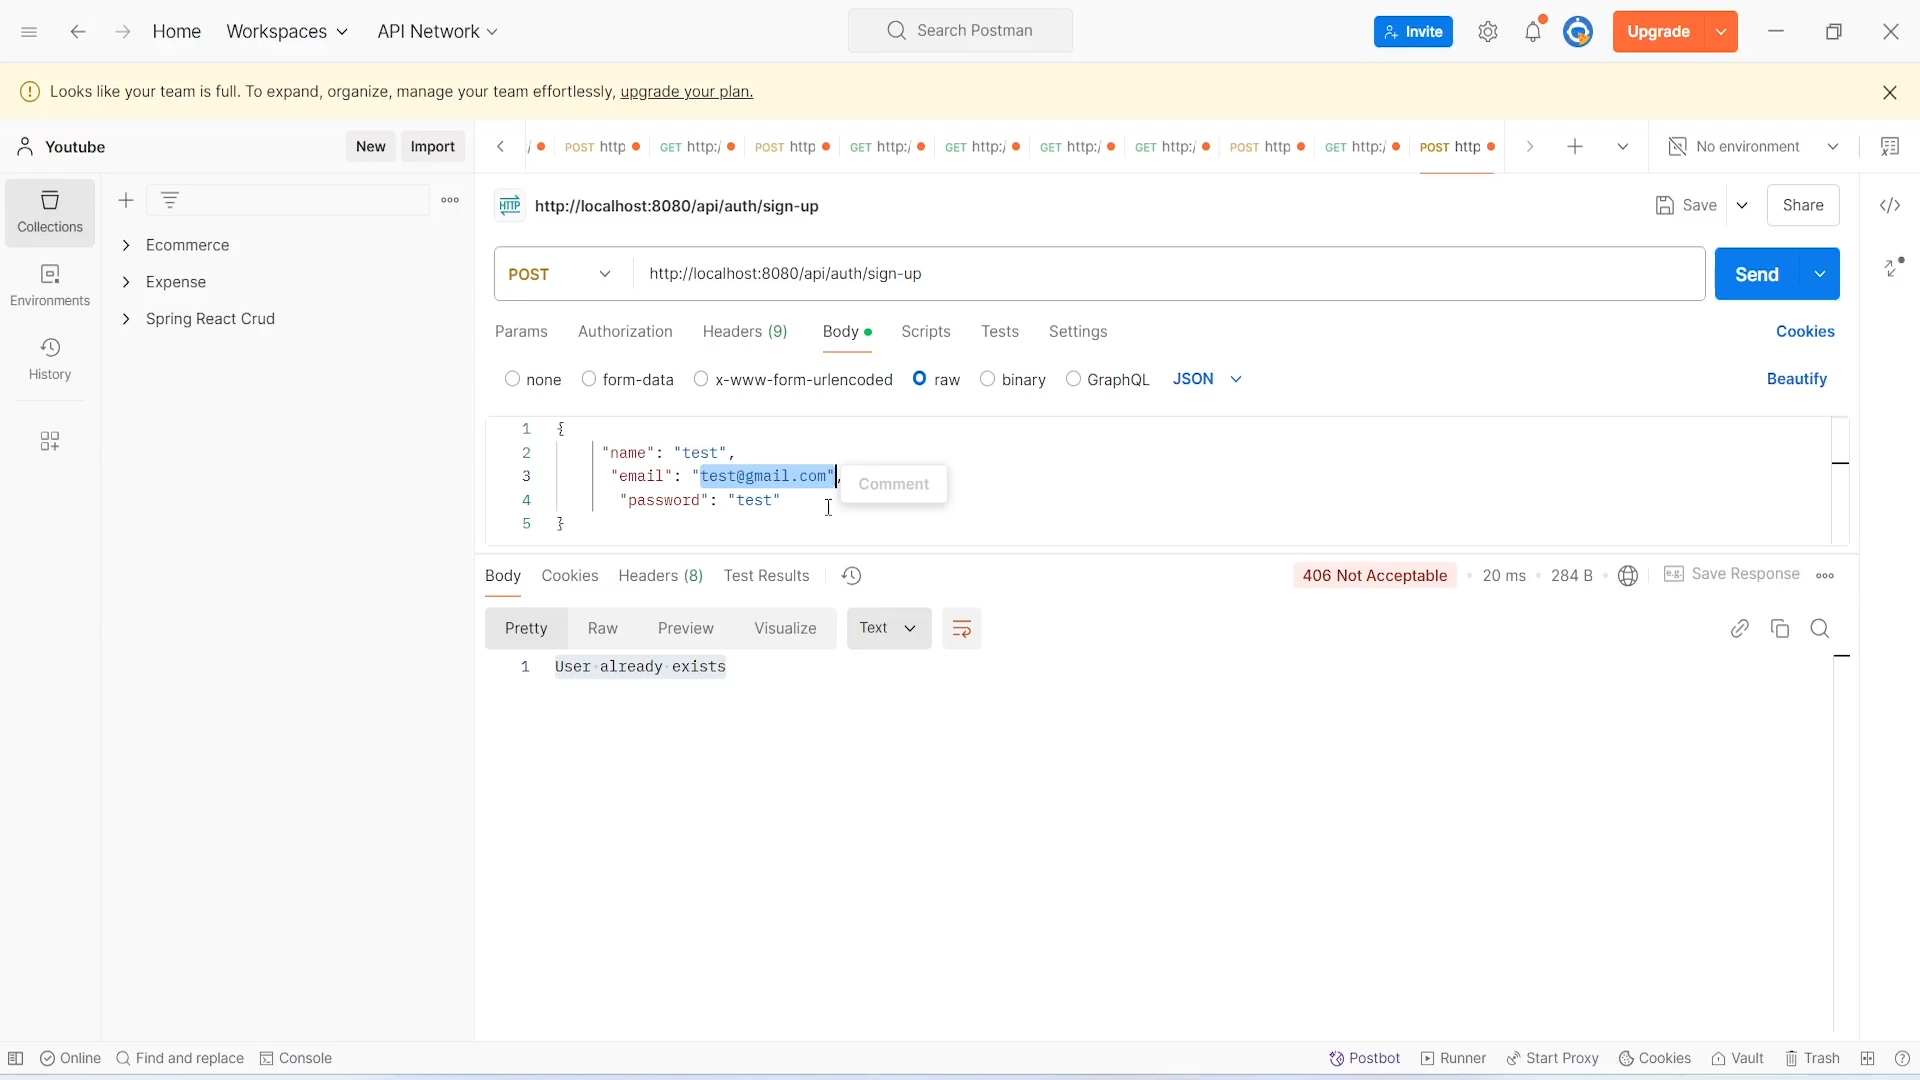 Home Workspaces API Network Search Postman Invite Upgrade
Looks like your team is full. To expand, organize, manage your team effortlessly, upgrade your plan.
Youtube New Import
POST http GET http:/ POST http GET http:/ GET http:/ GET http:/ GET http:/ POST http GET http:/ POST http No environment
Collections
Environments
History
Ecommerce
Expense
Spring React Crud
HTTP http://localhost:8080/api/auth/sign-up Save Share
POST http://localhost:8080/api/auth/sign-up Send
Params Authorization Headers (9) Body Scripts Tests Settings Cookies
none form-data x-www-form-urlencoded raw binary GraphQL JSON Beautify
1 {
2 "name": "test",
3 "email": "test@gmail.com",
Comment
4 "password": "test"
5 }
Body Cookies Headers (8) Test Results 406 Not Acceptable 20 ms 284 B e.g. Save Response
Pretty Raw Preview Visualize Text
1 User already exists
Online Find and replace Console Postbot Runner Start Proxy Cookies Vault Trash